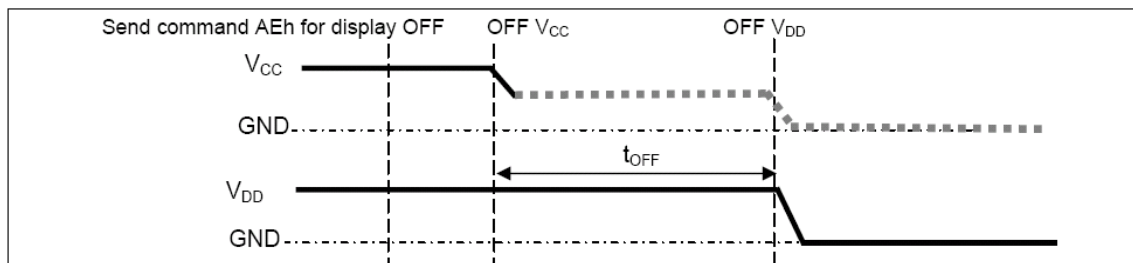 Send command AEh for display OFF OFF VCC OFF VDD
VCC
GND
tOFF
VDD
GND